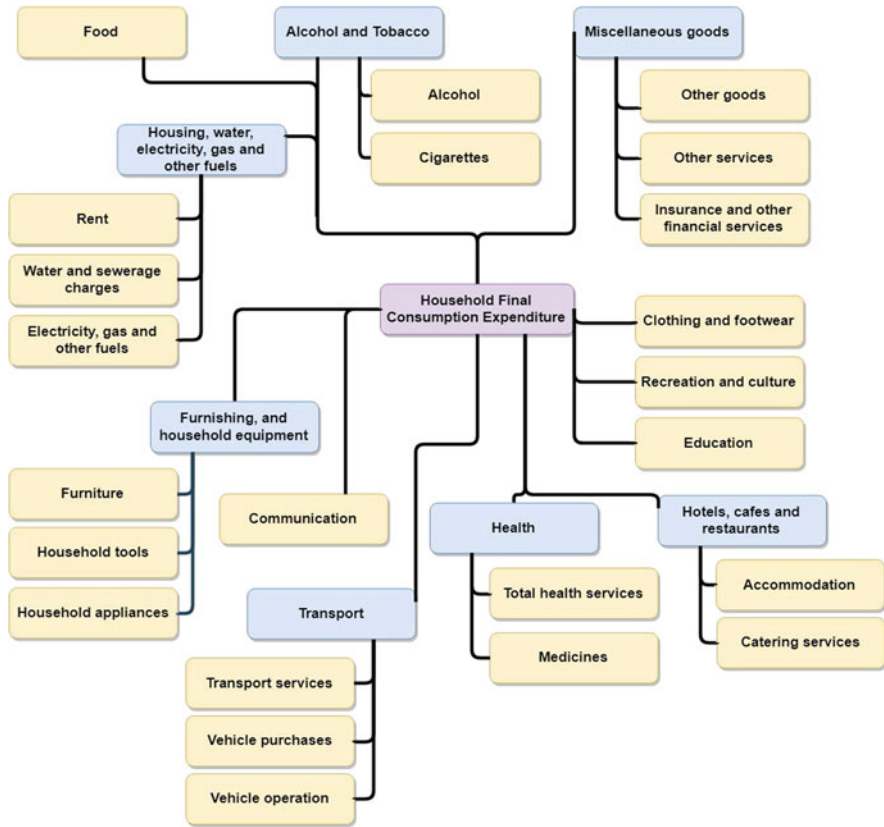 Food
Alcohol and Tobacco
Miscellaneous goods
Alcohol
Cigarettes
Other goods
Other services
Insurance and other
financial services
Housing, water,
electricity, gas and
other fuels
Rent
Water and sewerage
charges
Electricity, gas and
other fuels
Household Final
Consumption Expenditure
Clothing and footwear
Recreation and culture
Education
Furnishing, and
household equipment
Furniture
Household tools
Household appliances
Communication
Health
Total health services
Medicines
Hotels, cafes and
restaurants
Accommodation
Catering services
Transport
Transport services
Vehicle purchases
Vehicle operation